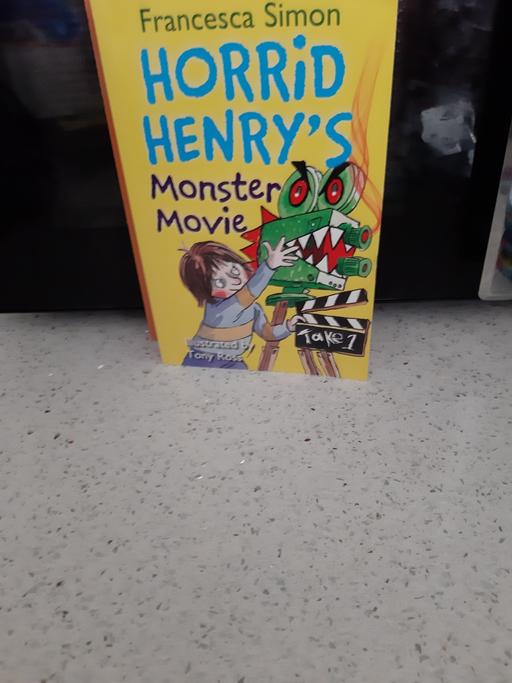 Francesca Simon
HORRiD
HENRY'S
Monster
Movie
Take 1
Illustrated by
Tony Ross